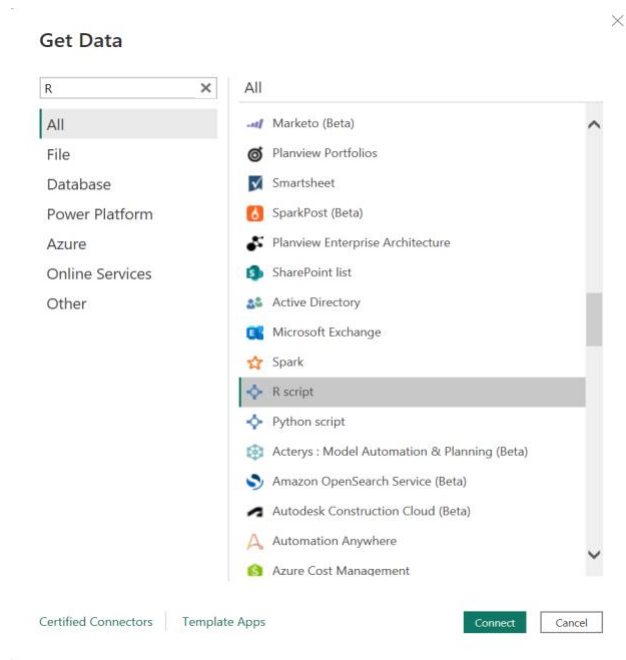 Get Data
R
All
File
Database
Power Platform
Azure
Online Services
Other
All
Marketo (Beta)
Planview Portfolios
Smartsheet
SparkPost (Beta)
Planview Enterprise Architecture
SharePoint list
Active Directory
Microsoft Exchange
Spark
R script
Python script
Acterys : Model Automation & Planning (Beta)
Amazon OpenSearch Service (Beta)
Autodesk Construction Cloud (Beta)
Automation Anywhere
Azure Cost Management
Certified Connectors
Template Apps
Connect
Cancel